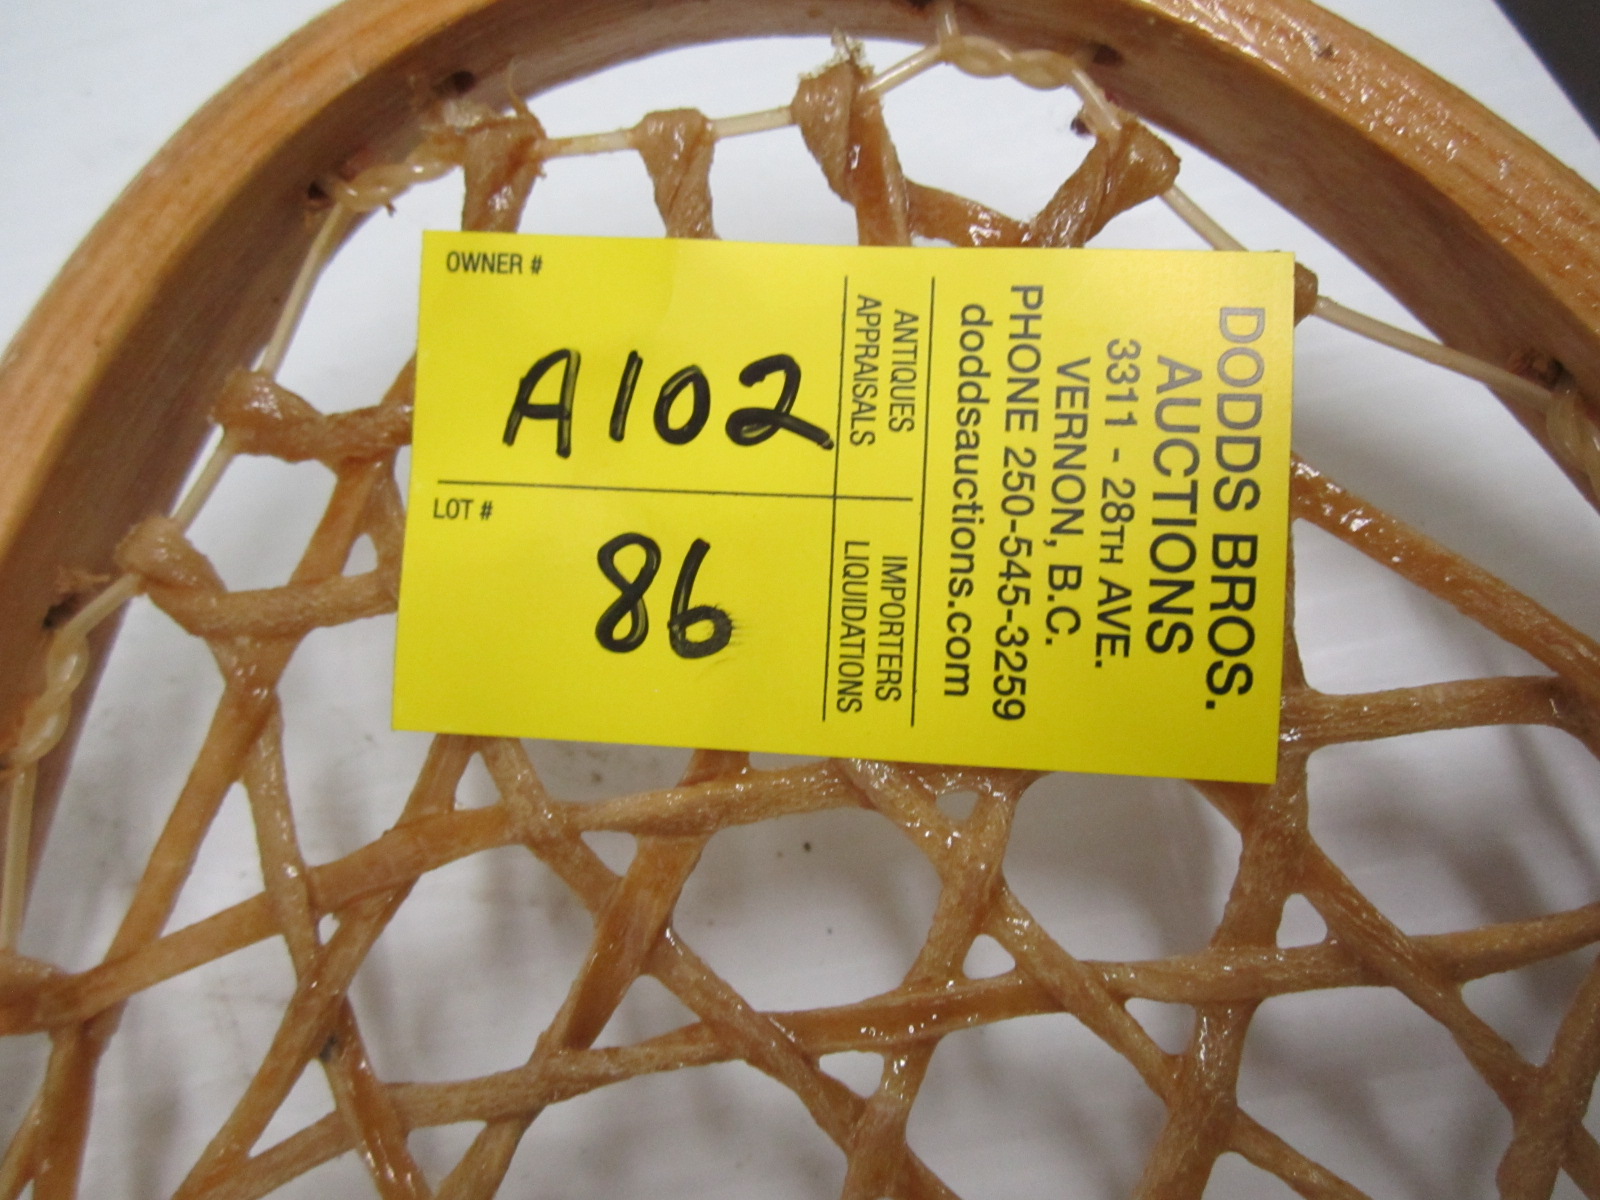 OWNER #
A102
LOT #
86
DODDS BROS.
AUCTIONS
3311 - 28TH AVE.
VERNON, B.C.
PHONE 250-545-3259
doddsauctions.com
ANTIQUES
APPRAISALS
IMPORTERS
LIQUIDATIONS